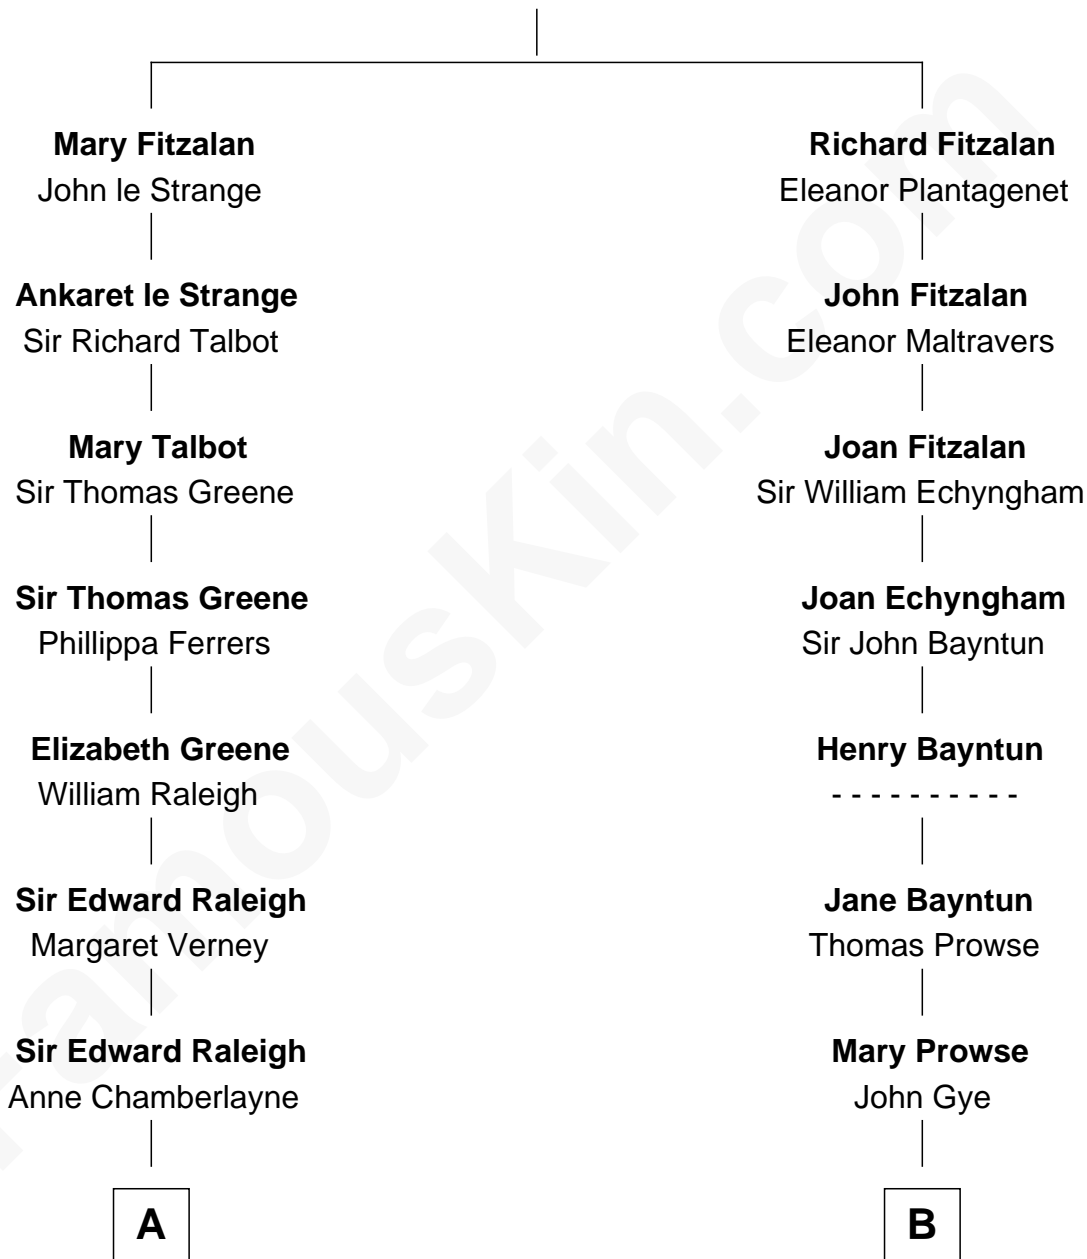 Mary Fitzalan
John le Strange
Ankaret le Strange
Sir Richard Talbot
Mary Talbot
Sir Thomas Greene
Sir Thomas Greene
Phillippa Ferrers
Elizabeth Greene
William Raleigh
Sir Edward Raleigh
Margaret Verney
Sir Edward Raleigh
Anne Chamberlayne
A
Richard Fitzalan
Eleanor Plantagenet
John Fitzalan
Eleanor Maltravers
Joan Fitzalan
Sir William Echyngham
Joan Echyngham
Sir John Bayntun
Henry Bayntun
- - - - - - - - - -
Jane Bayntun
Thomas Prowse
Mary Prowse
John Gye
B
FamousKin.com